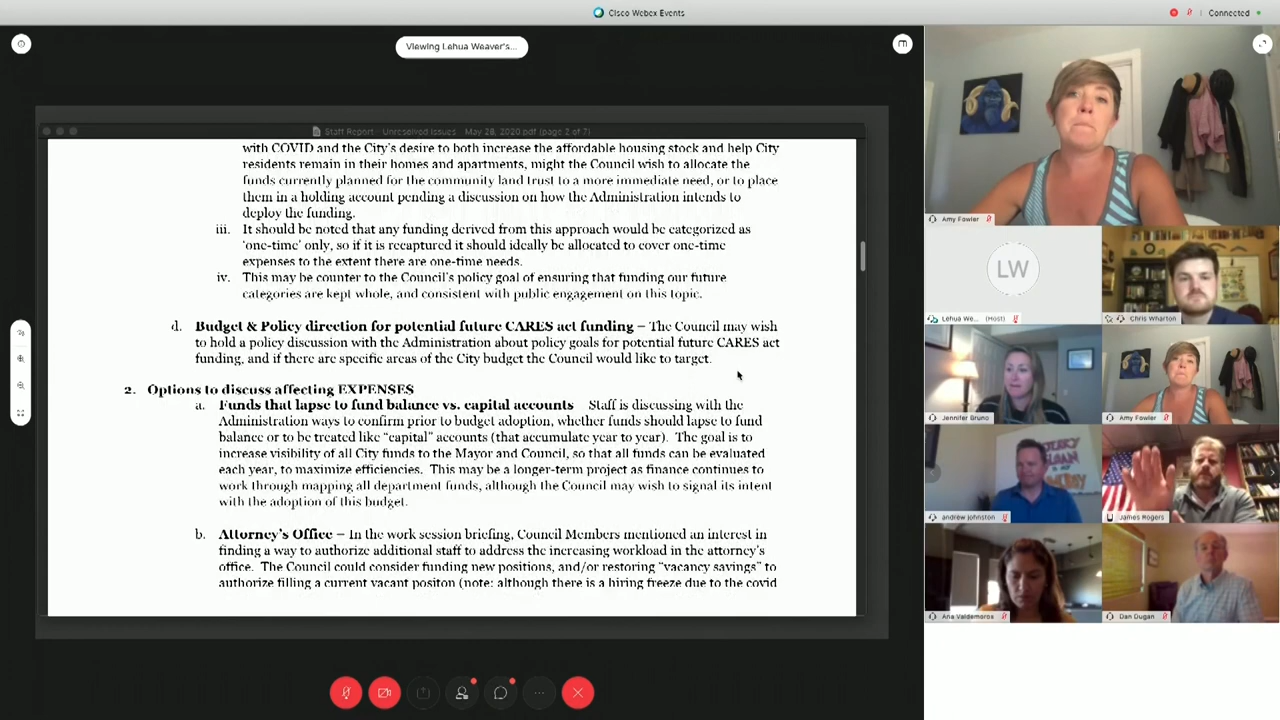 Cisco Webex Events
Connected
Viewing Lehua Weaver's...
Staff Report - Unresolved Issues - May 28, 2020.pdf (page 2 of 7)
with COVID and the City's desire to both increase the affordable housing stock and help City
residents remain in their homes and apartments, might the Council wish to allocate the
funds currently planned for the community land trust to a more immediate need, or to place
them in a holding account pending a discussion on how the Administration intends to
deploy the funding.
iii. It should be noted that any funding derived from this approach would be categorized as
'one-time' only, so if it is recaptured it should ideally be allocated to cover one-time
expenses to the extent there are one-time needs.
iv. This may be counter to the Council's policy goal of ensuring that funding our future
categories are kept whole, and consistent with public engagement on this topic.
d. Budget & Policy direction for potential future CARES act funding – The Council may wish
to hold a policy discussion with the Administration about policy goals for potential future CARES act
funding, and if there are specific areas of the City budget the Council would like to target.
2. Options to discuss affecting EXPENSES
a. Funds that lapse to fund balance vs. capital accounts Staff is discussing with the
Administration ways to confirm prior to budget adoption, whether funds should lapse to fund
balance or to be treated like "capital" accounts (that accumulate year to year). The goal is to
increase visibility of all City funds to the Mayor and Council, so that all funds can be evaluated
each year, to maximize efficiencies. This may be a longer-term project as finance continues to
work through mapping all department funds, although the Council may wish to signal its intent
with the adoption of this budget.
b. Attorney's Office – In the work session briefing, Council Members mentioned an interest in
finding a way to authorize additional staff to address the increasing workload in the attorney's
office. The Council could consider funding new positions, and/or restoring "vacancy savings" to
authorize filling a current vacant positon (note: although there is a hiring freeze due to the covid
Amy Fowler
LW
Lehua We... (Host)
Chris Wharton
Jennifer Bruno
Amy Fowler
JERRY
SLOAN
andrew johnston
James Rogers
Ana Valdemoros
Dan Dugan